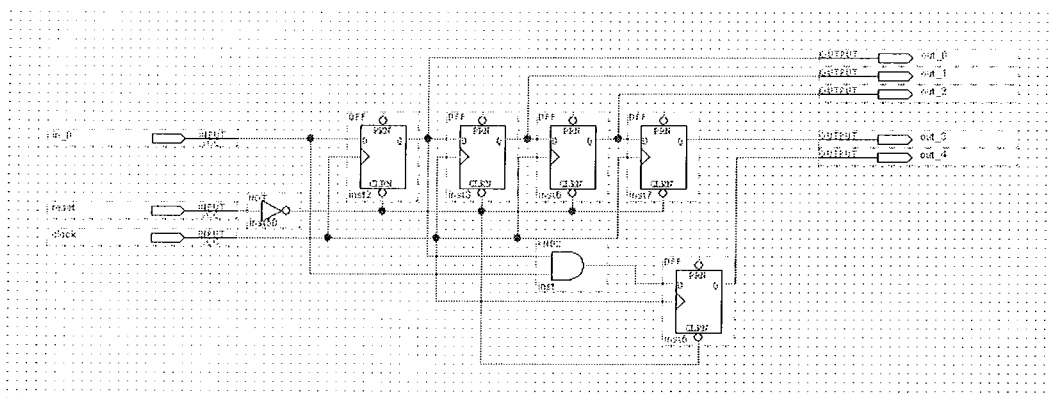 OUTPUT out_0
OUTPUT out_1
OUTPUT out_2
DFF DFF DFF DFF
PRN PRN PRN PRN
in_0 INPUT D Q D Q D Q D Q OUTPUT out_3
OUTPUT out_4
CLRN CLRN CLRN CLRN
inst2 inst3 inst6 inst7
NOT
reset INPUT
clock INPUT
AND2
DFF
PRN
inst D Q
CLRN